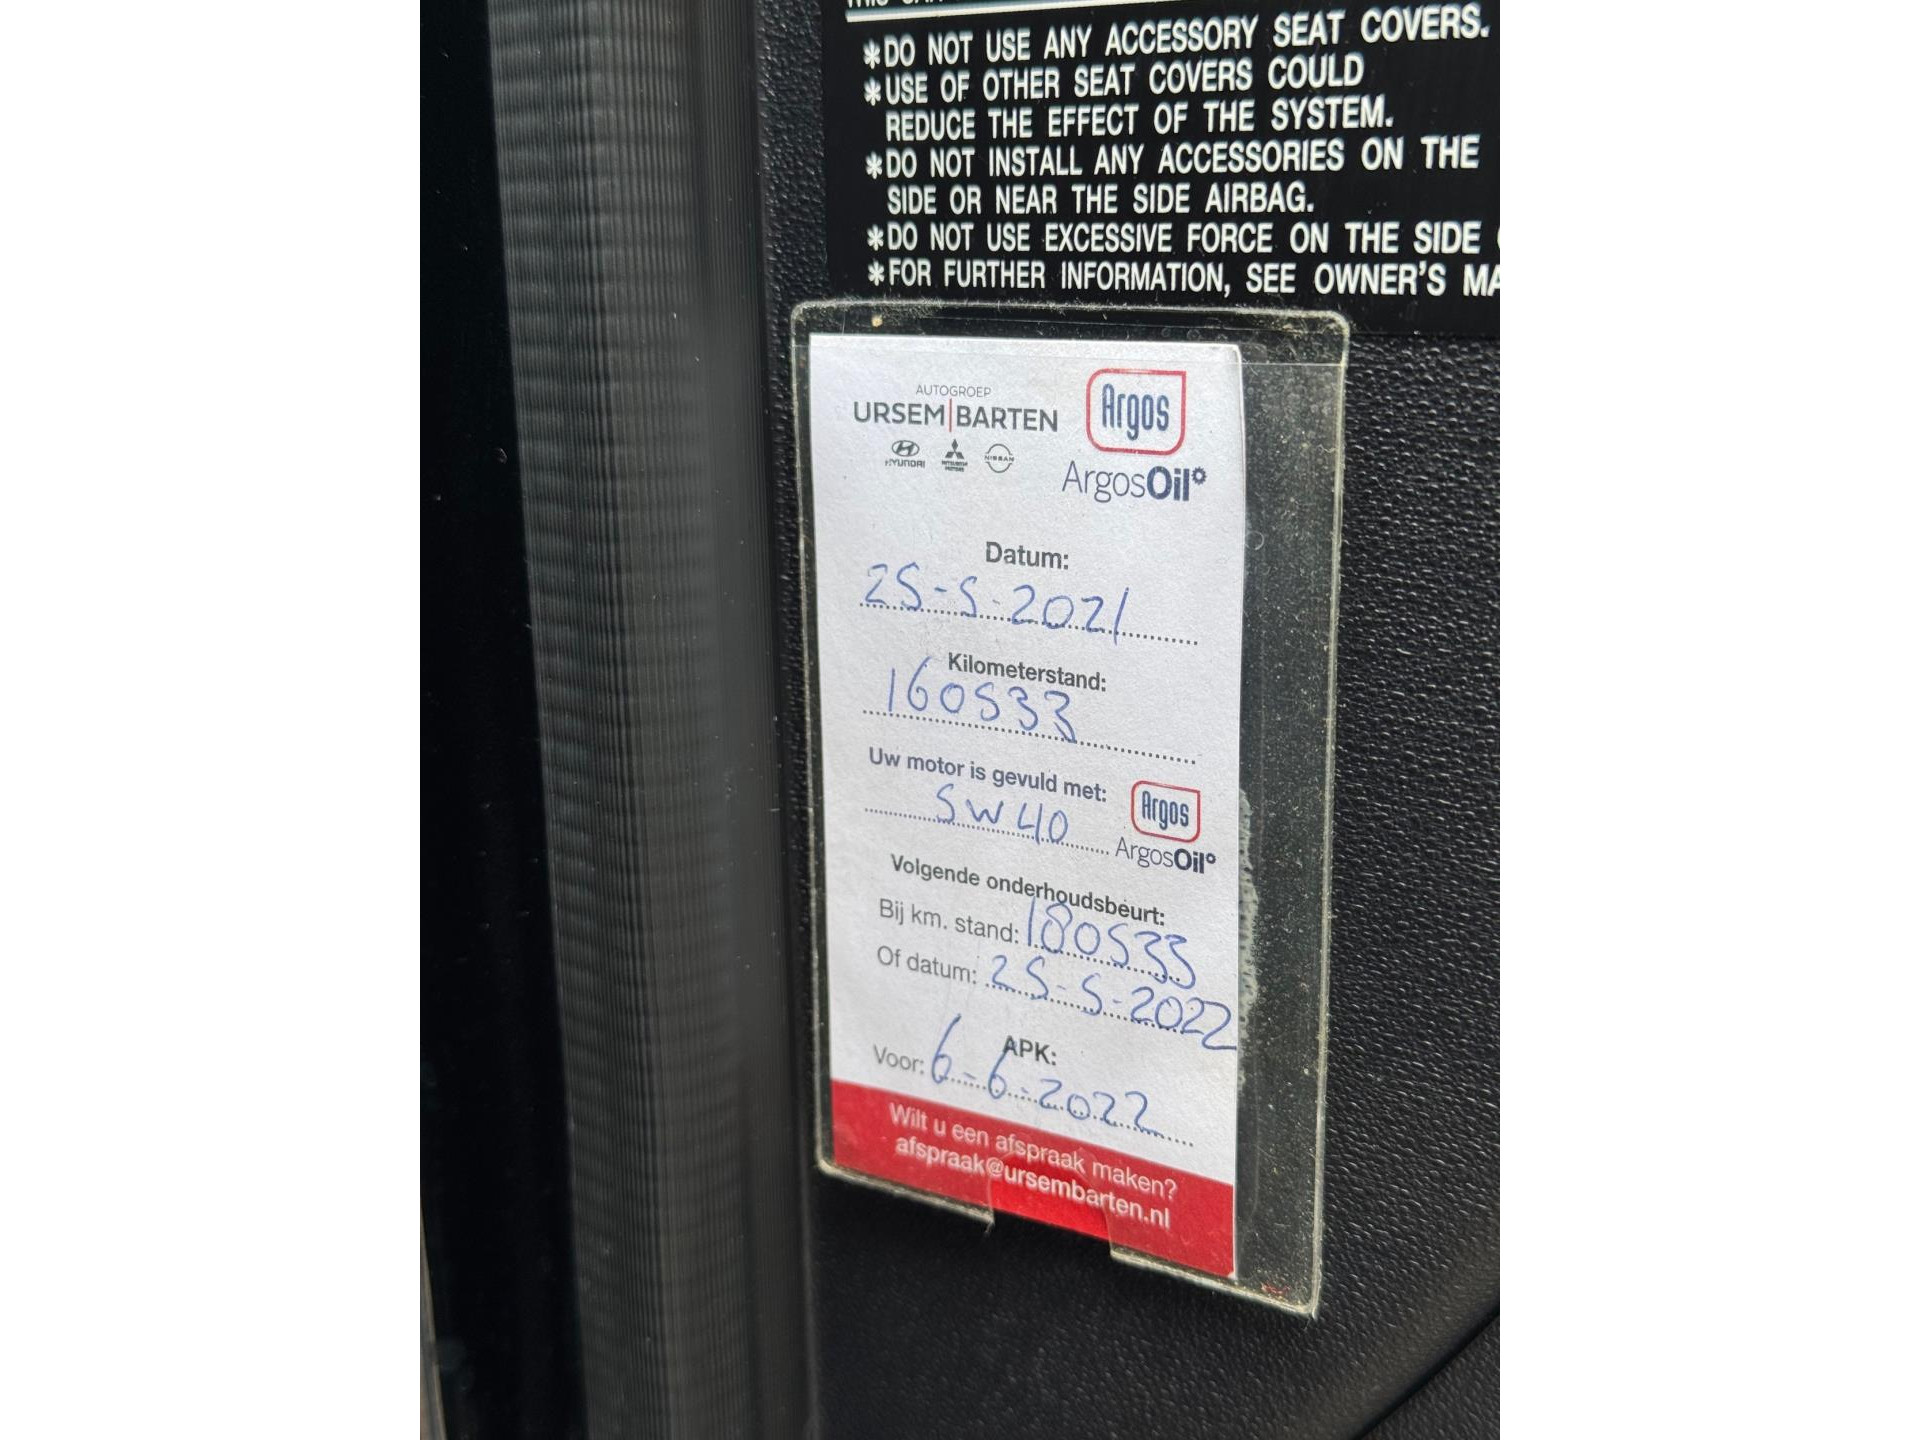 *DO NOT USE ANY ACCESSORY SEAT COVERS.
*USE OF OTHER SEAT COVERS COULD
REDUCE THE EFFECT OF THE SYSTEM.
*DO NOT INSTALL ANY ACCESSORIES ON THE
SIDE OR NEAR THE SIDE AIRBAG.
*DO NOT USE EXCESSIVE FORCE ON THE SIDE
*FOR FURTHER INFORMATION, SEE OWNER'S MA
AUTOGROEP
URSEM|BARTEN
HYUNDAI MITSUBISHI MOTORS NISSAN
Argos
ArgosOil
Datum:
25-5-2021
Kilometerstand:
160533
Uw motor is gevuld met:
5W40
Argos
ArgosOil
Volgende onderhoudsbeurt:
Bij km. stand: 180533
Of datum: 25-5-2022
APK:
Voor: 6-6-2022
Wilt u een afspraak maken?
afspraak@ursembarten.nl